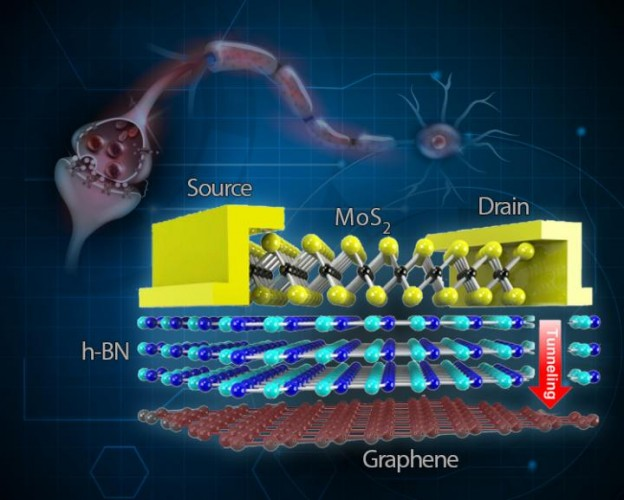 Source
MoS2
Drain
h-BN
Tunneling
Graphene